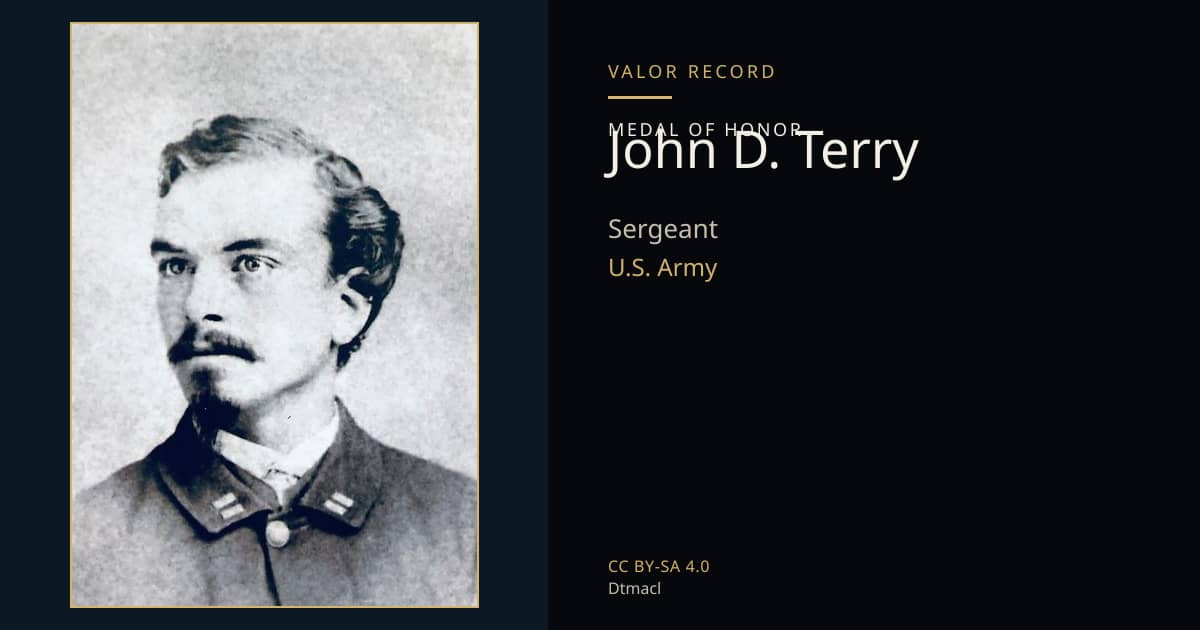 VALOR RECORD
MEDAL OF HONOR
John D. Terry
Sergeant
U.S. Army
CC BY-SA 4.0
Dtmacl